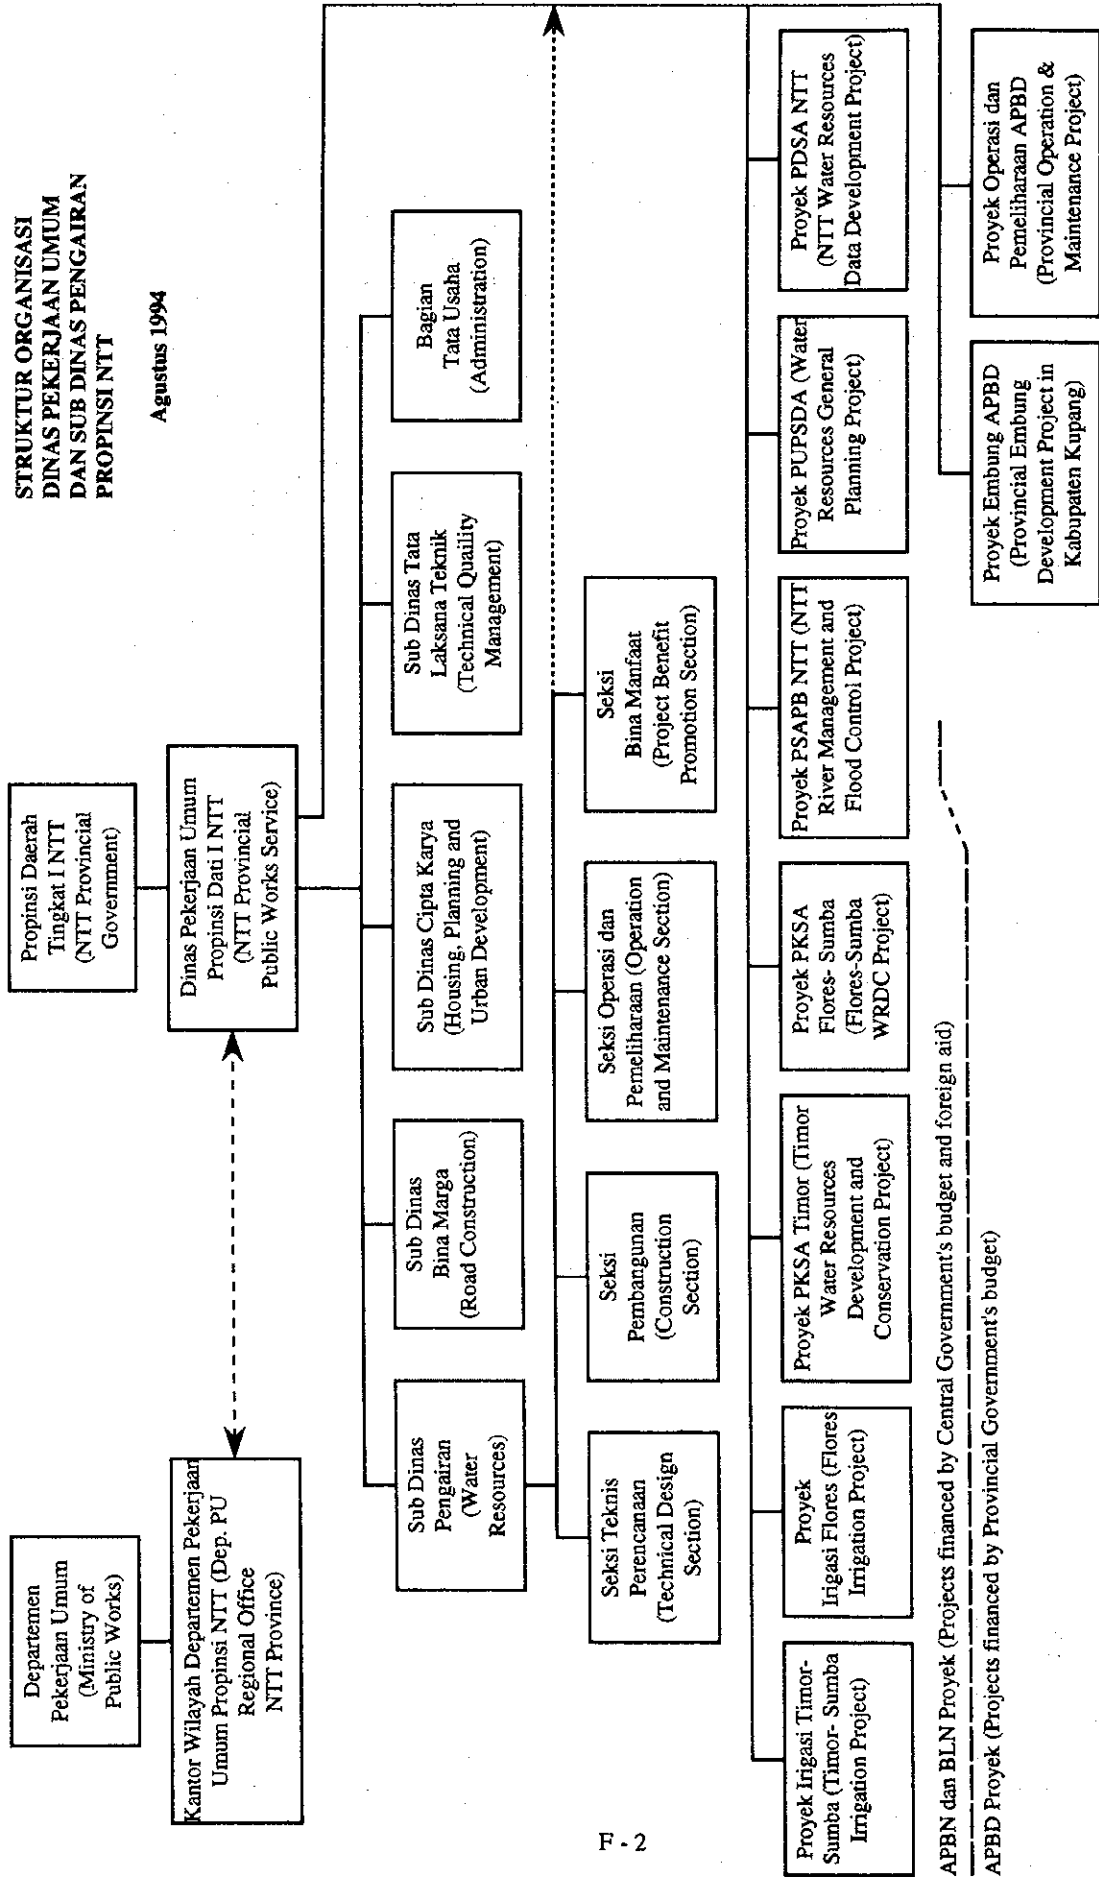 STRUKTUR ORGANISASI
DINAS PEKERJAAN UMUM
DAN SUB DINAS PENGAIRAN
PROPINSI NTT
Agustus 1994
Departemen
Pekerjaan Umum
(Ministry of
Public Works)
Propinsi Daerah
Tingkat I NTT
(NTT Provincial
Government)
Kantor Wilayah Departemen Pekerjaan
Umum Propinsi NTT (Dep. PU
Regional Office
NTT Province)
Dinas Pekerjaan Umum
Propinsi Dati I NTT
(NTT Provincial
Public Works Service)
Sub Dinas
Pengairan
(Water
Resources)
Sub Dinas
Bina Marga
(Road Construction)
Sub Dinas Cipta Karya
(Housing, Planning and
Urban Development)
Sub Dinas Tata
Laksana Teknik
(Technical Quaility
Management)
Bagian
Tata Usaha
(Administration)
Seksi Teknis
Perencanaan
(Technical Design
Section)
Seksi
Pembangunan
(Construction
Section)
Seksi Operasi dan
Pemeliharaan (Operation
and Maintenance Section)
Seksi
Bina Manfaat
(Project Benefit
Promotion Section)
Proyek Irigasi Timor-
Sumba (Timor- Sumba
Irrigation Project)
Proyek
Irigasi Flores (Flores
Irrigation Project)
Proyek PKSA Timor (Timor
Water Resources
Development and
Conservation Project)
Proyek PKSA
Flores- Sumba
(Flores-Sumba
WRDC Project)
Proyek PSAPB NTT (NTT
River Management and
Flood Control Project)
Proyek PUPSDA (Water
Resources General
Planning Project)
Proyek PDSA NTT
(NTT Water Resources
Data Development Project)
APBN dan BLN Proyek (Projects financed by Central Government's budget and foreign aid)
APBD Proyek (Projects financed by Provincial Government's budget)
Proyek Embung APBD
(Provincial Embung
Development Project in
Kabupaten Kupang)
Proyek Operasi dan
Pemeliharaan APBD
(Provincial Operation &
Maintenance Project)
F - 2